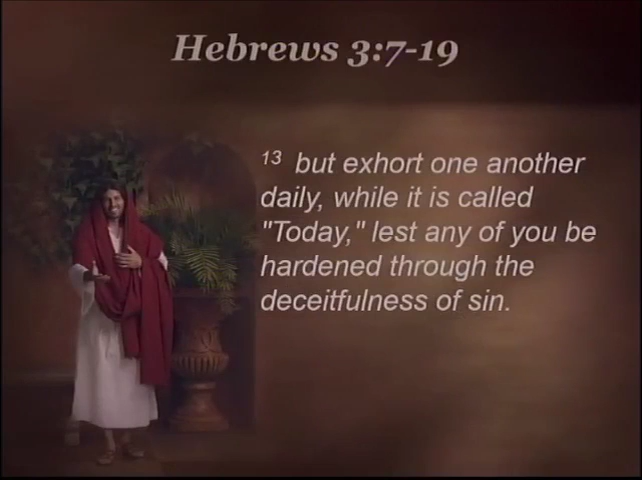 Hebrews 3:7-19
13 but exhort one another
daily, while it is called
"Today," lest any of you be
hardened through the
deceitfulness of sin.